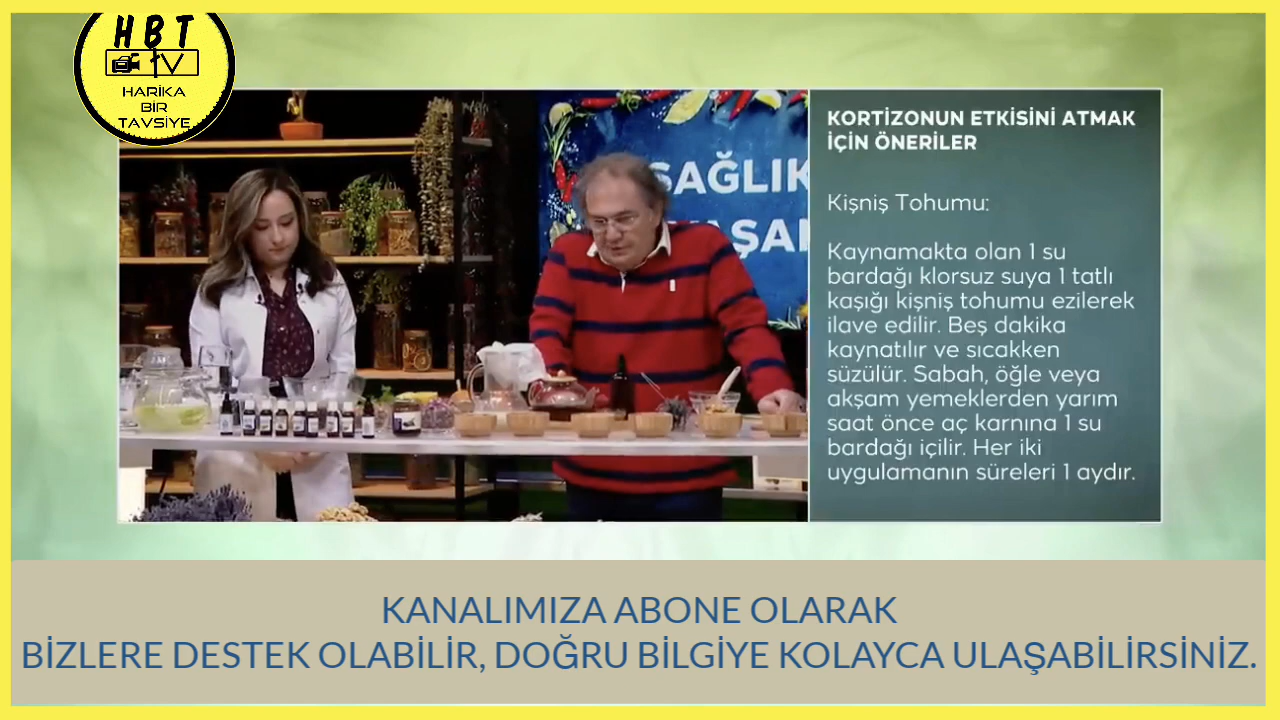 HBT
TV
HARİKA
BİR
TAVSİYE
SAĞLIK
YAŞAM
KORTİZONUN ETKİSİNİ ATMAK
İÇİN ÖNERİLER
Kişniş Tohumu:
Kaynamakta olan 1 su
bardağı klorsuz suya 1 tatlı
kaşığı kişniş tohumu ezilerek
ilave edilir. Beş dakika
kaynatılır ve sıcakken
süzülür. Sabah, öğle veya
akşam yemeklerden yarım
saat önce aç karnına 1 su
bardağı içilir. Her iki
uygulamanın süreleri 1 aydır.
KANALIMIZA ABONE OLARAK
BİZLERE DESTEK OLABİLİR, DOĞRU BİLGİYE KOLAYCA ULAŞABİLİRSİNİZ.